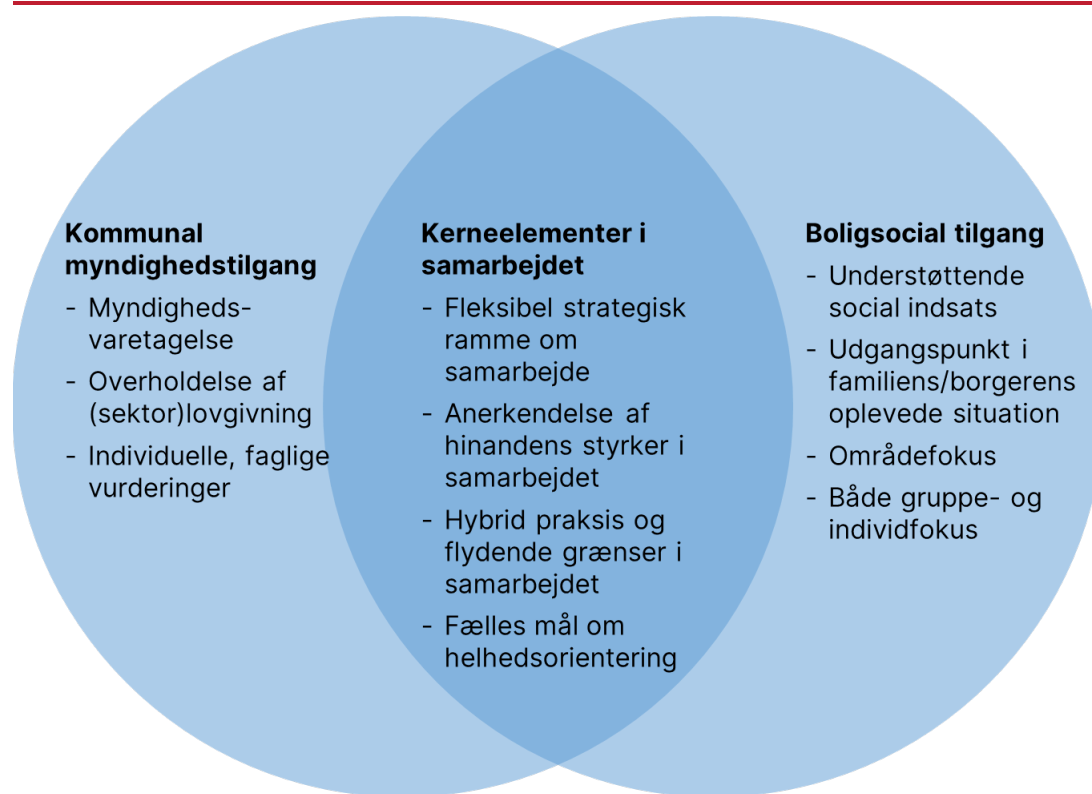 Kommunal
myndighedstilgang
- Myndigheds-
varetagelse
- Overholdelse af
(sektor)lovgivning
- Individuelle, faglige
vurderinger
Kerneelementer i
samarbejdet
- Fleksibel strategisk
ramme om
samarbejde
- Anerkendelse af
hinandens styrker i
samarbejdet
- Hybrid praksis og
flydende grænser i
samarbejdet
- Fælles mål om
helhedsorientering
Boligsocial tilgang
- Understøttende
social indsats
- Udgangspunkt i
familiens/borgerens
oplevede situation
- Områdefokus
- Både gruppe- og
individfokus